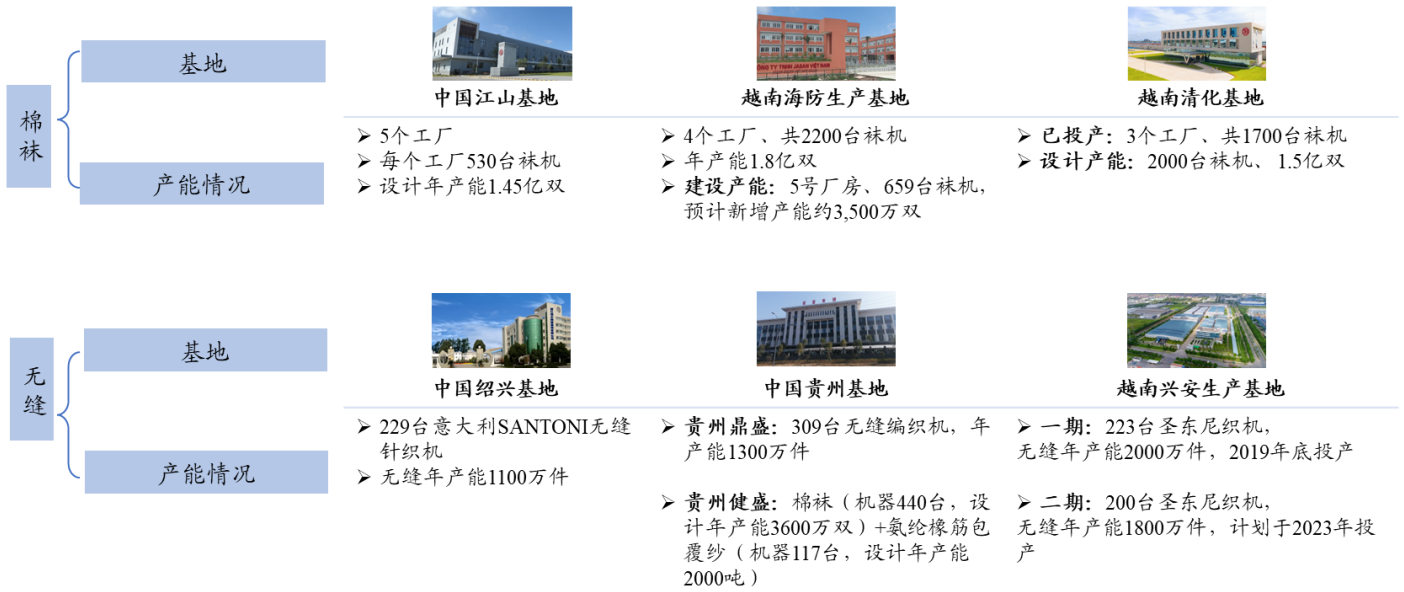 棉袜
基地
产能情况
CÔNG TY TNHH JASAN VIỆT NAM
中国江山基地
越南海防生产基地
越南清化基地
➢ 5个工厂
➢ 每个工厂530台袜机
➢ 设计年产能1.45亿双
➢ 4个工厂、共2200台袜机
➢ 年产能1.8亿双
➢ 建设产能：5号厂房、659台袜机，
预计新增产能约3,500万双
➢ 已投产：3个工厂、共1700台袜机
➢ 设计产能：2000台袜机、 1.5亿双
无缝
基地
产能情况
中国绍兴基地
中国贵州基地
越南兴安生产基地
➢ 229台意大利SANTONI无缝
针织机
➢ 无缝年产能1100万件
➢ 贵州鼎盛：309台无缝编织机，年
产能1300万件
➢ 贵州健盛：棉袜（机器440台，设
计年产能3600万双）+氨纶橡筋包
覆纱（机器117台，设计年产能
2000吨）
➢ 一期：223台圣东尼织机，
无缝年产能2000万件，2019年底投产
➢ 二期：200台圣东尼织机，
无缝年产能1800万件，计划于2023年投
产